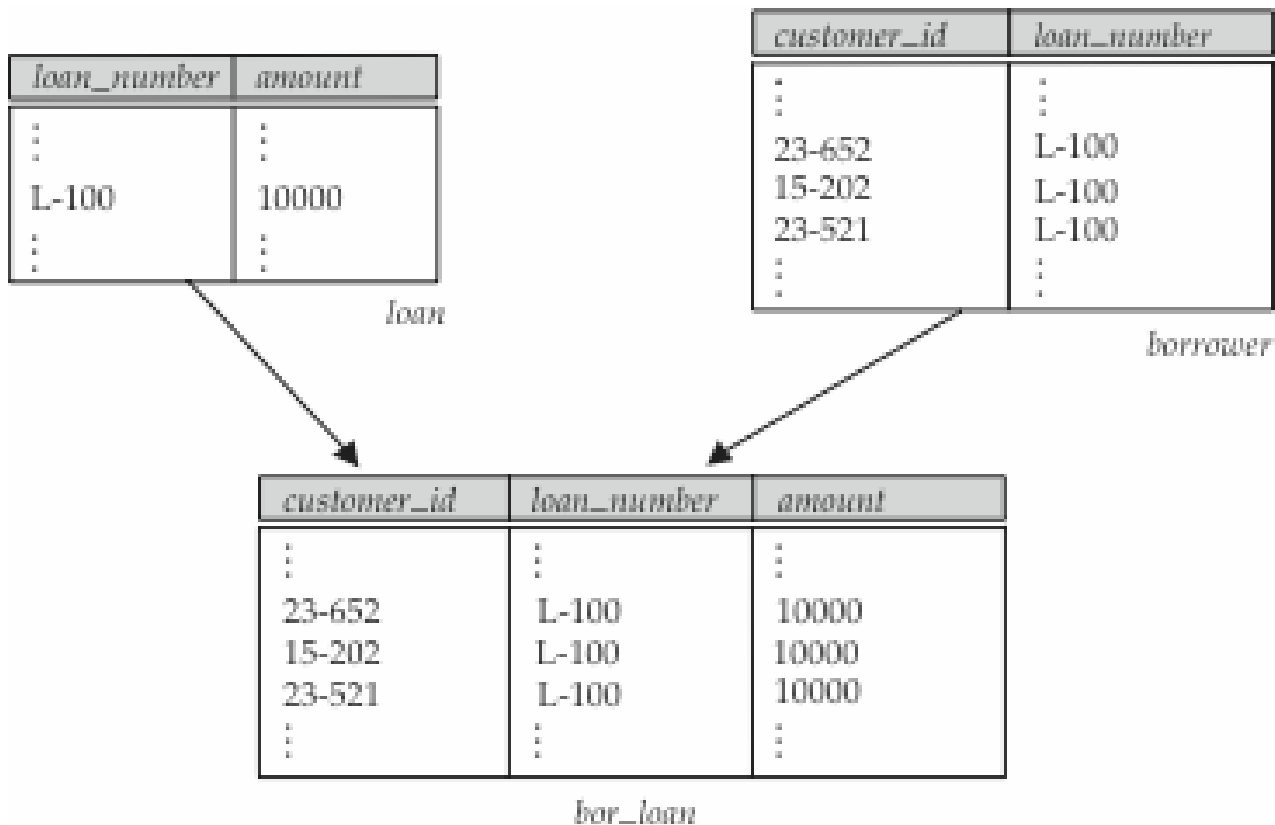 loan_number amount
⋮ ⋮
L-100 10000
⋮ ⋮
loan
customer_id loan_number
⋮ ⋮
23-652 L-100
15-202 L-100
23-521 L-100
⋮ ⋮
borrower
customer_id loan_number amount
⋮ ⋮ ⋮
23-652 L-100 10000
15-202 L-100 10000
23-521 L-100 10000
⋮ ⋮ ⋮
bor_loan